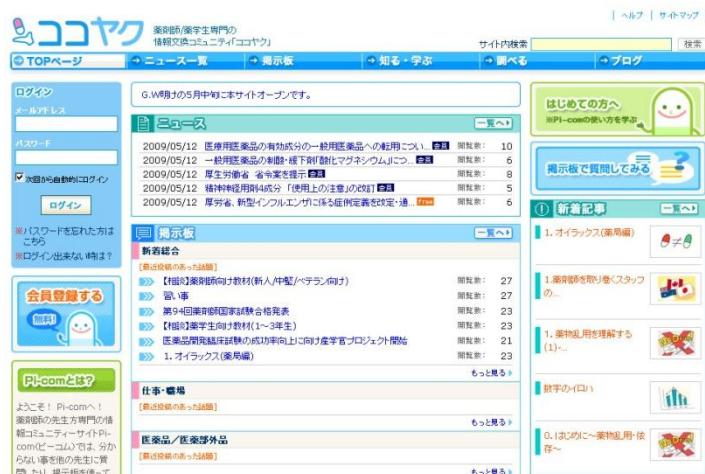 ヘルプ | サイトマップ
ココヤク
薬剤師/薬学生専門の
情報交換コミュニティ「ココヤク」
サイト内検索
検索
TOPページ
ニュース一覧
掲示板
知る・学ぶ
調べる
ブログ
ログイン
メールアドレス
パスワード
次回から自動的にログイン
ログイン
※パスワードを忘れた方は
こちら
※ログイン出来ない時は?
会員登録する
無料!
Pi-comとは?
ようこそ! Pi-comへ!
薬剤師の先生方専門の情
報コミュニティーサイトPi-
com(ピーコム)では、分か
らない事を他の先生に質
問したり、掲示板を使って
G.W明けの5月中旬に本サイトオープンです。
ニュース
一覧へ
2009/05/12 医療用医薬品の有効成分の一般用医薬品への転用につい... 会員 閲覧数: 10
2009/05/12 一般用医薬品の制酸・緩下剤「酸化マグネシウム」につ... 会員 閲覧数: 6
2009/05/12 厚生労働省 省令案を提示 会員 閲覧数: 8
2009/05/12 精神神経用剤4成分 「使用上の注意」の改訂 会員 閲覧数: 5
2009/05/12 厚労省、新型インフルエンザに係る症例定義を改定・通... Free 閲覧数: 6
掲示板
一覧へ
新着総合
[最近投稿のあった話題]
【相談】薬剤師向け教材(新人/中堅/ベテラン向け) 閲覧数: 27
習い事 閲覧数: 27
第94回薬剤師国家試験合格発表 閲覧数: 23
【相談】薬学生向け教材(1～3年生) 閲覧数: 23
医薬品開発臨床試験の成功率向上に向け産学官プロジェクト開始 閲覧数: 21
1. オイラックス(薬局編) 閲覧数: 23
もっと見る
仕事・職場
[最近投稿のあった話題]
もっと見る
医薬品/医薬部外品
[最近投稿のあった話題]
もっと見る
はじめての方へ
※Pi-comの使い方を学ぶ
掲示板で質問してみる
新着記事
一覧へ
1. オイラックス(薬局編)
1.薬剤師を取り巻くスタッフ
の...
1. 薬物乱用を理解する
(1)-...
数字のイロハ
0. はじめに～薬物乱用・依
存～